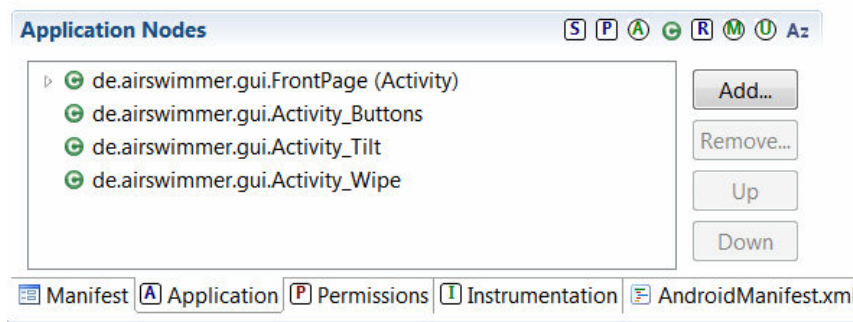 Application Nodes S P A C R M U Az
de.airswimmer.gui.FrontPage (Activity)
de.airswimmer.gui.Activity_Buttons
de.airswimmer.gui.Activity_Tilt
de.airswimmer.gui.Activity_Wipe
Add...
Remove...
Up
Down
Manifest A Application P Permissions I Instrumentation AndroidManifest.xml